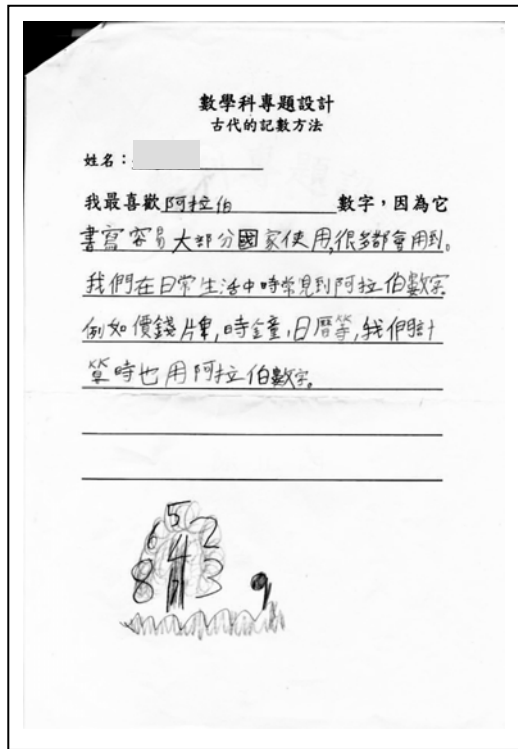 數學科專題設計
古代的記數方法
姓名：
我最喜歡阿拉伯數字，因為它
書寫容易大部分國家使用,很多都會用到。
我們在日常生活中時常見到阿拉伯數字
例如價錢牌,時鐘,日曆等,我們計
算時也用阿拉伯數字。
5
6 2
4
8 3
9